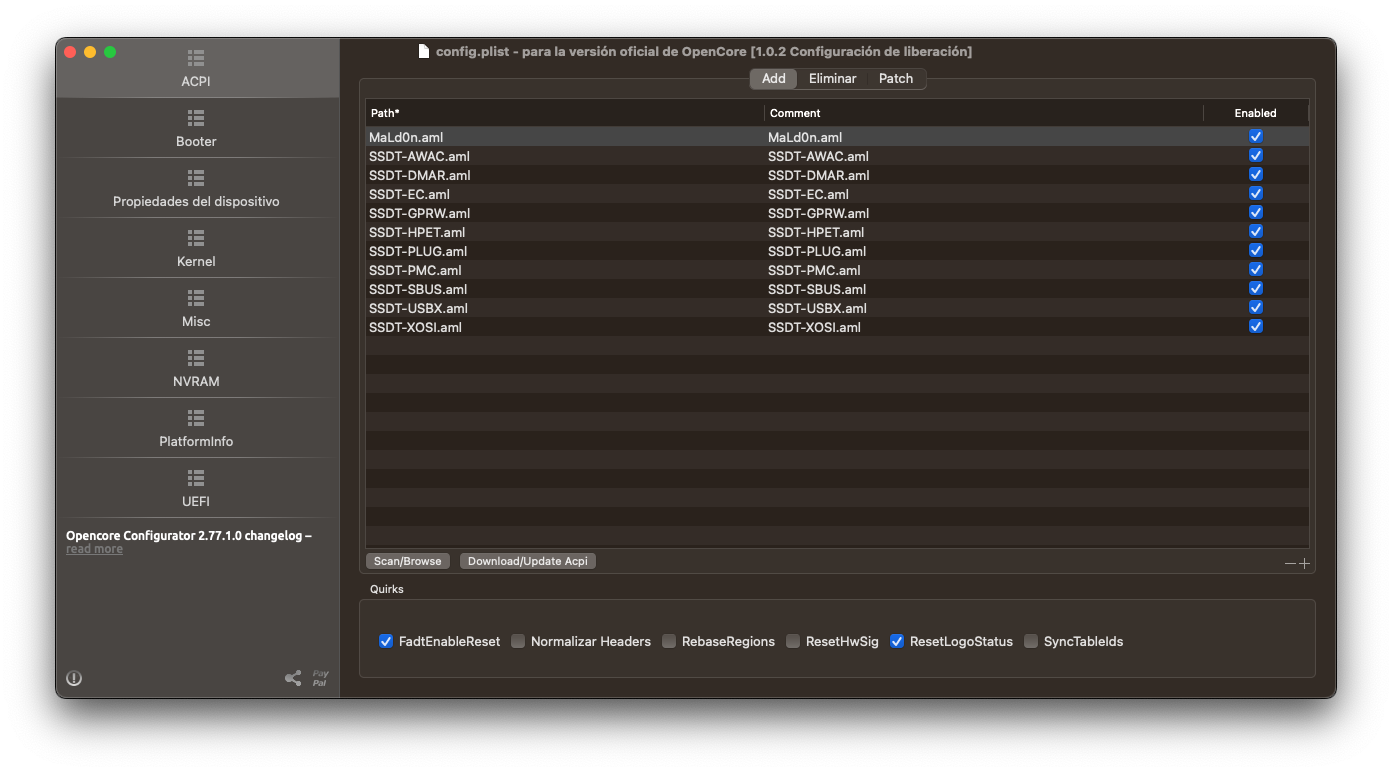 config.plist - para la versión oficial de OpenCore [1.0.2 Configuración de liberación]
ACPI
Booter
Propiedades del dispositivo
Kernel
Misc
NVRAM
PlatformInfo
UEFI
Opencore Configurator 2.77.1.0 changelog –
read more
Pay
Pal
Add Eliminar Patch
Path* Comment Enabled
MaLd0n.aml MaLd0n.aml
SSDT-AWAC.aml SSDT-AWAC.aml
SSDT-DMAR.aml SSDT-DMAR.aml
SSDT-EC.aml SSDT-EC.aml
SSDT-GPRW.aml SSDT-GPRW.aml
SSDT-HPET.aml SSDT-HPET.aml
SSDT-PLUG.aml SSDT-PLUG.aml
SSDT-PMC.aml SSDT-PMC.aml
SSDT-SBUS.aml SSDT-SBUS.aml
SSDT-USBX.aml SSDT-USBX.aml
SSDT-XOSI.aml SSDT-XOSI.aml
Scan/Browse Download/Update Acpi
Quirks
FadtEnableReset Normalizar Headers RebaseRegions ResetHwSig ResetLogoStatus SyncTableIds